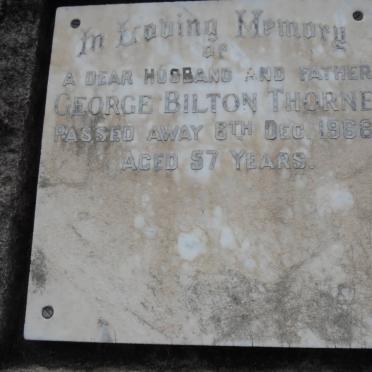 In Loving Memory
of
A DEAR HUSBAND AND FATHER
GEORGE BILTON THORNE
PASSED AWAY 8TH DEC. 1966
AGED 57 YEARS.